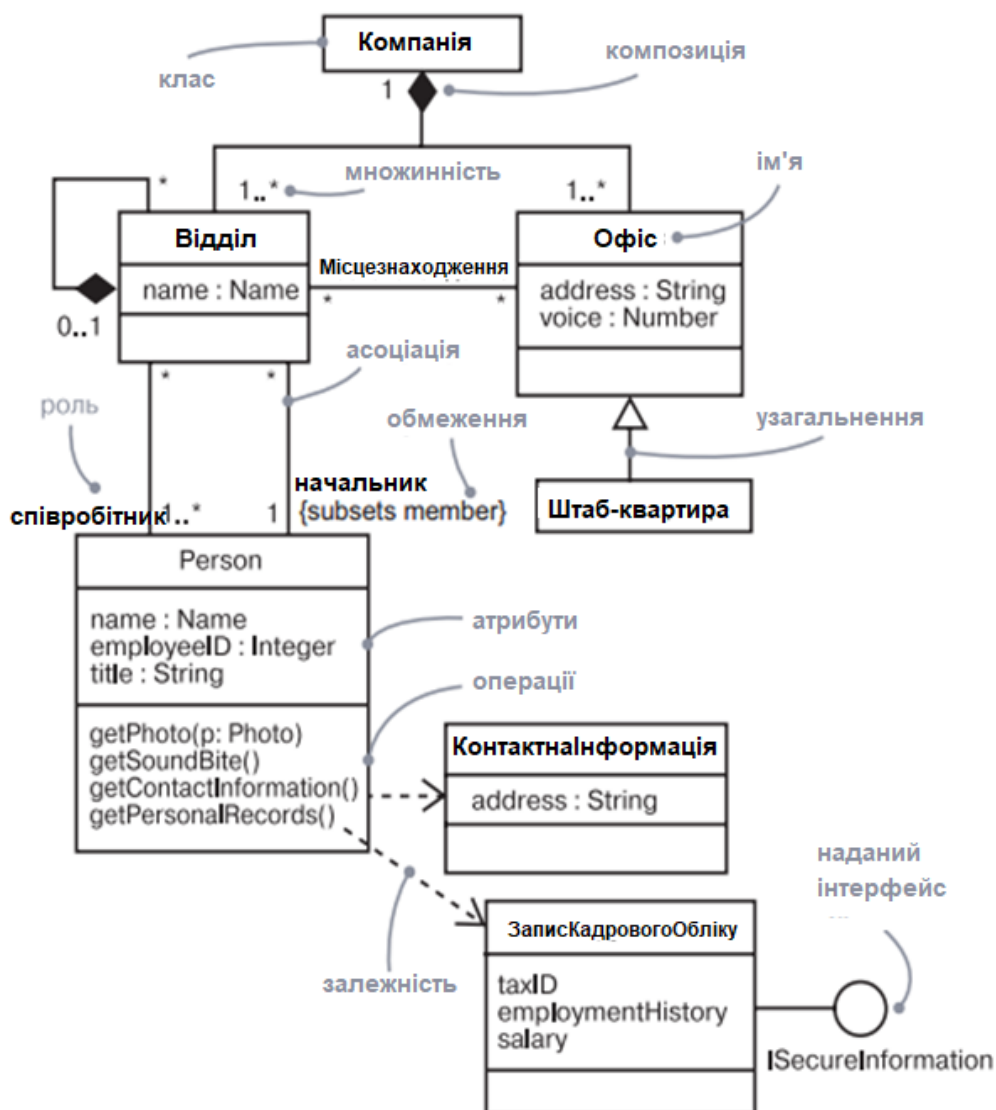 Компанія
клас
композиція
1
множинність
ім'я
*
1..*
1..*
Відділ
Офіс
Місцезнаходження
name : Name
address : String
voice : Number
*
*
0..1
асоціація
*
*
роль
обмеження
узагальнення
начальник
Штаб-квартира
співробітник
1..*
1
{subsets member}
Person
name : Name
employeeID : Integer
title : String
атрибути
операції
getPhoto(p: Photo)
getSoundBite()
getContactInformation()
getPersonalRecords()
КонтактнаІнформація
address : String
наданий
інтерфейс
ЗаписКадровогоОбліку
залежність
taxID
employmentHistory
salary
ISecureInformation